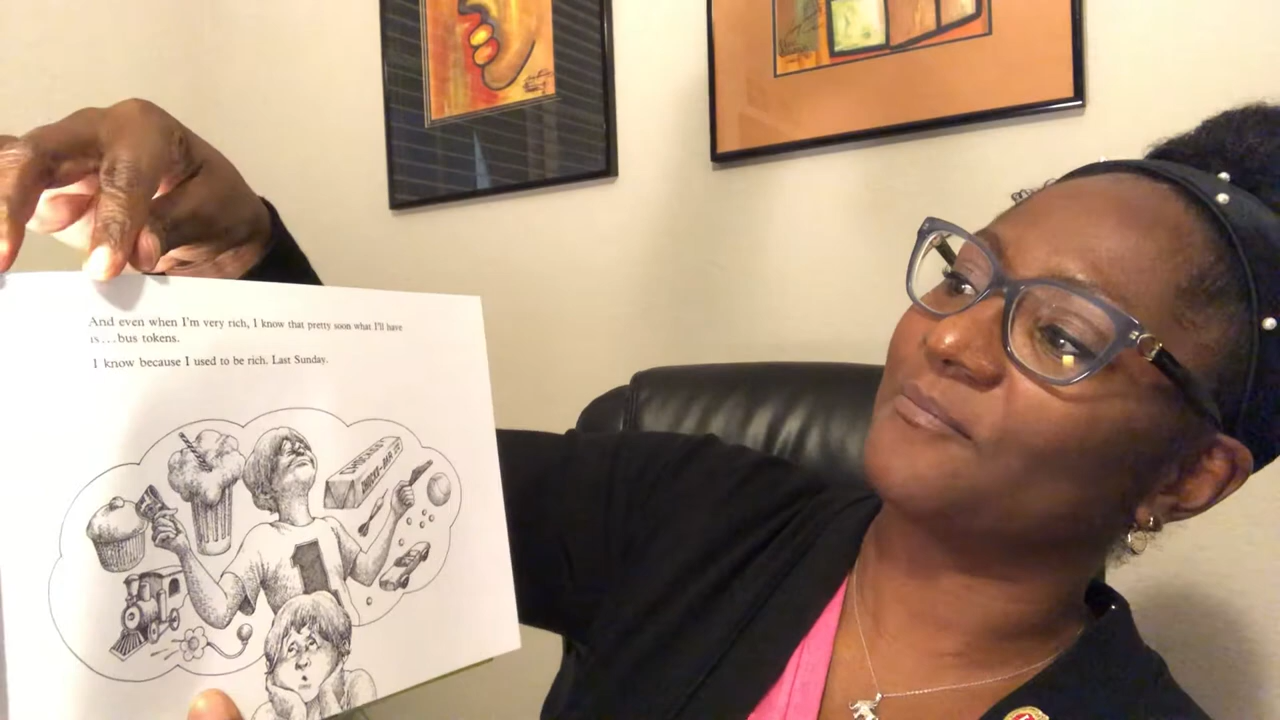 And even when I'm very rich, I know that pretty soon what I'll have
is...bus tokens.
I know because I used to be rich. Last Sunday.